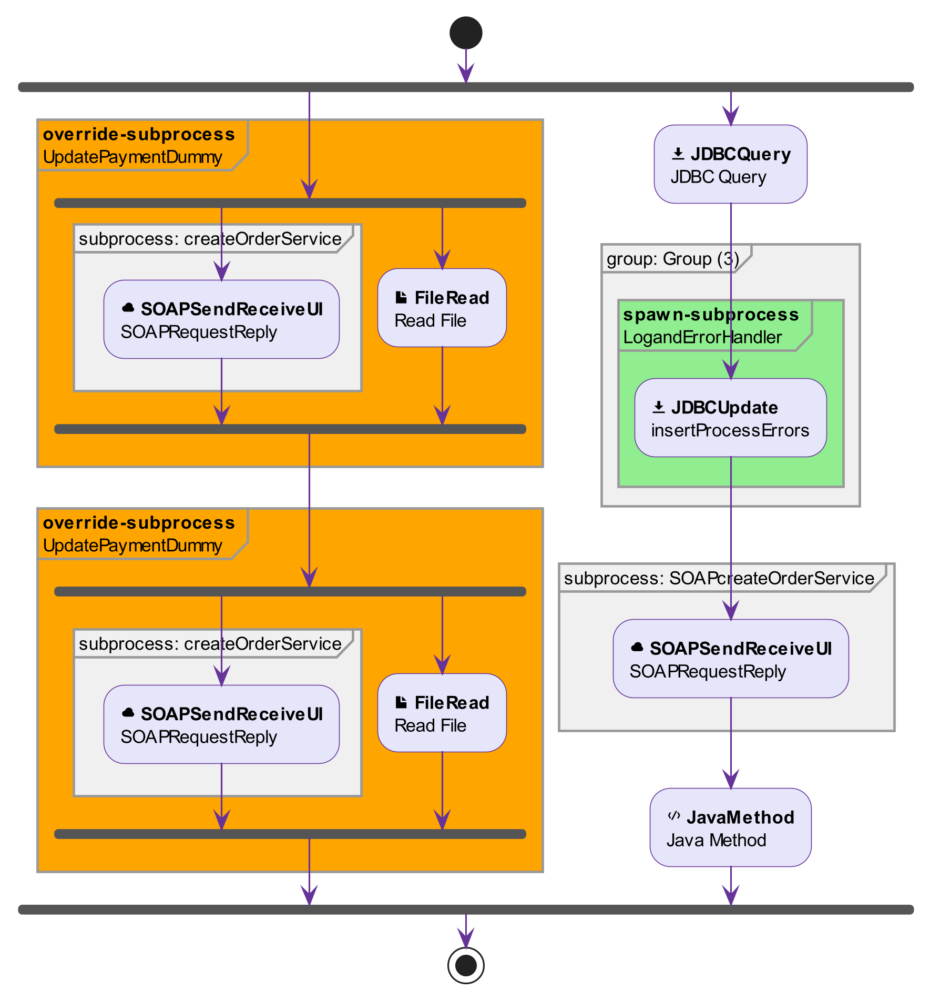 override-subprocess
UpdatePaymentDummy
subprocess: createOrderService
SOAPSendReceiveUI
SOAPRequestReply
FileRead
Read File
override-subprocess
UpdatePaymentDummy
subprocess: createOrderService
SOAPSendReceiveUI
SOAPRequestReply
FileRead
Read File
JDBCQuery
JDBC Query
group: Group (3)
spawn-subprocess
LogandErrorHandler
JDBCUpdate
insertProcessErrors
subprocess: SOAPcreateOrderService
SOAPSendReceiveUI
SOAPRequestReply
JavaMethod
Java Method